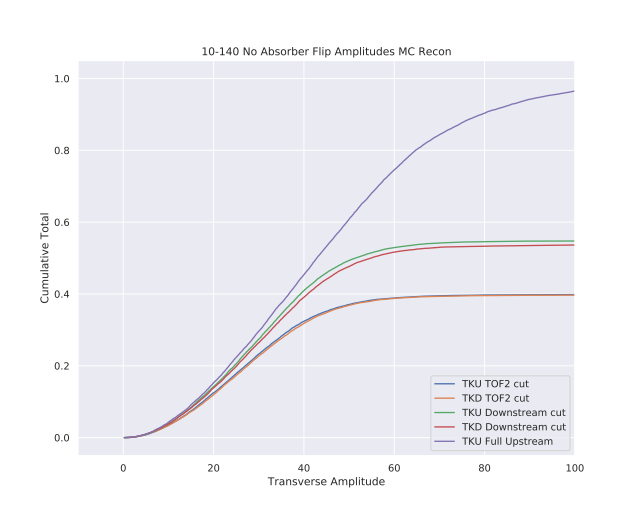 10-140 No Absorber Flip Amplitudes MC Recon
1.0
0.8
0.6
0.4
0.2
0.0
Cumulative Total
0 20 40 60 80 100
Transverse Amplitude
TKU TOF2 cut
TKD TOF2 cut
TKU Downstream cut
TKD Downstream cut
TKU Full Upstream